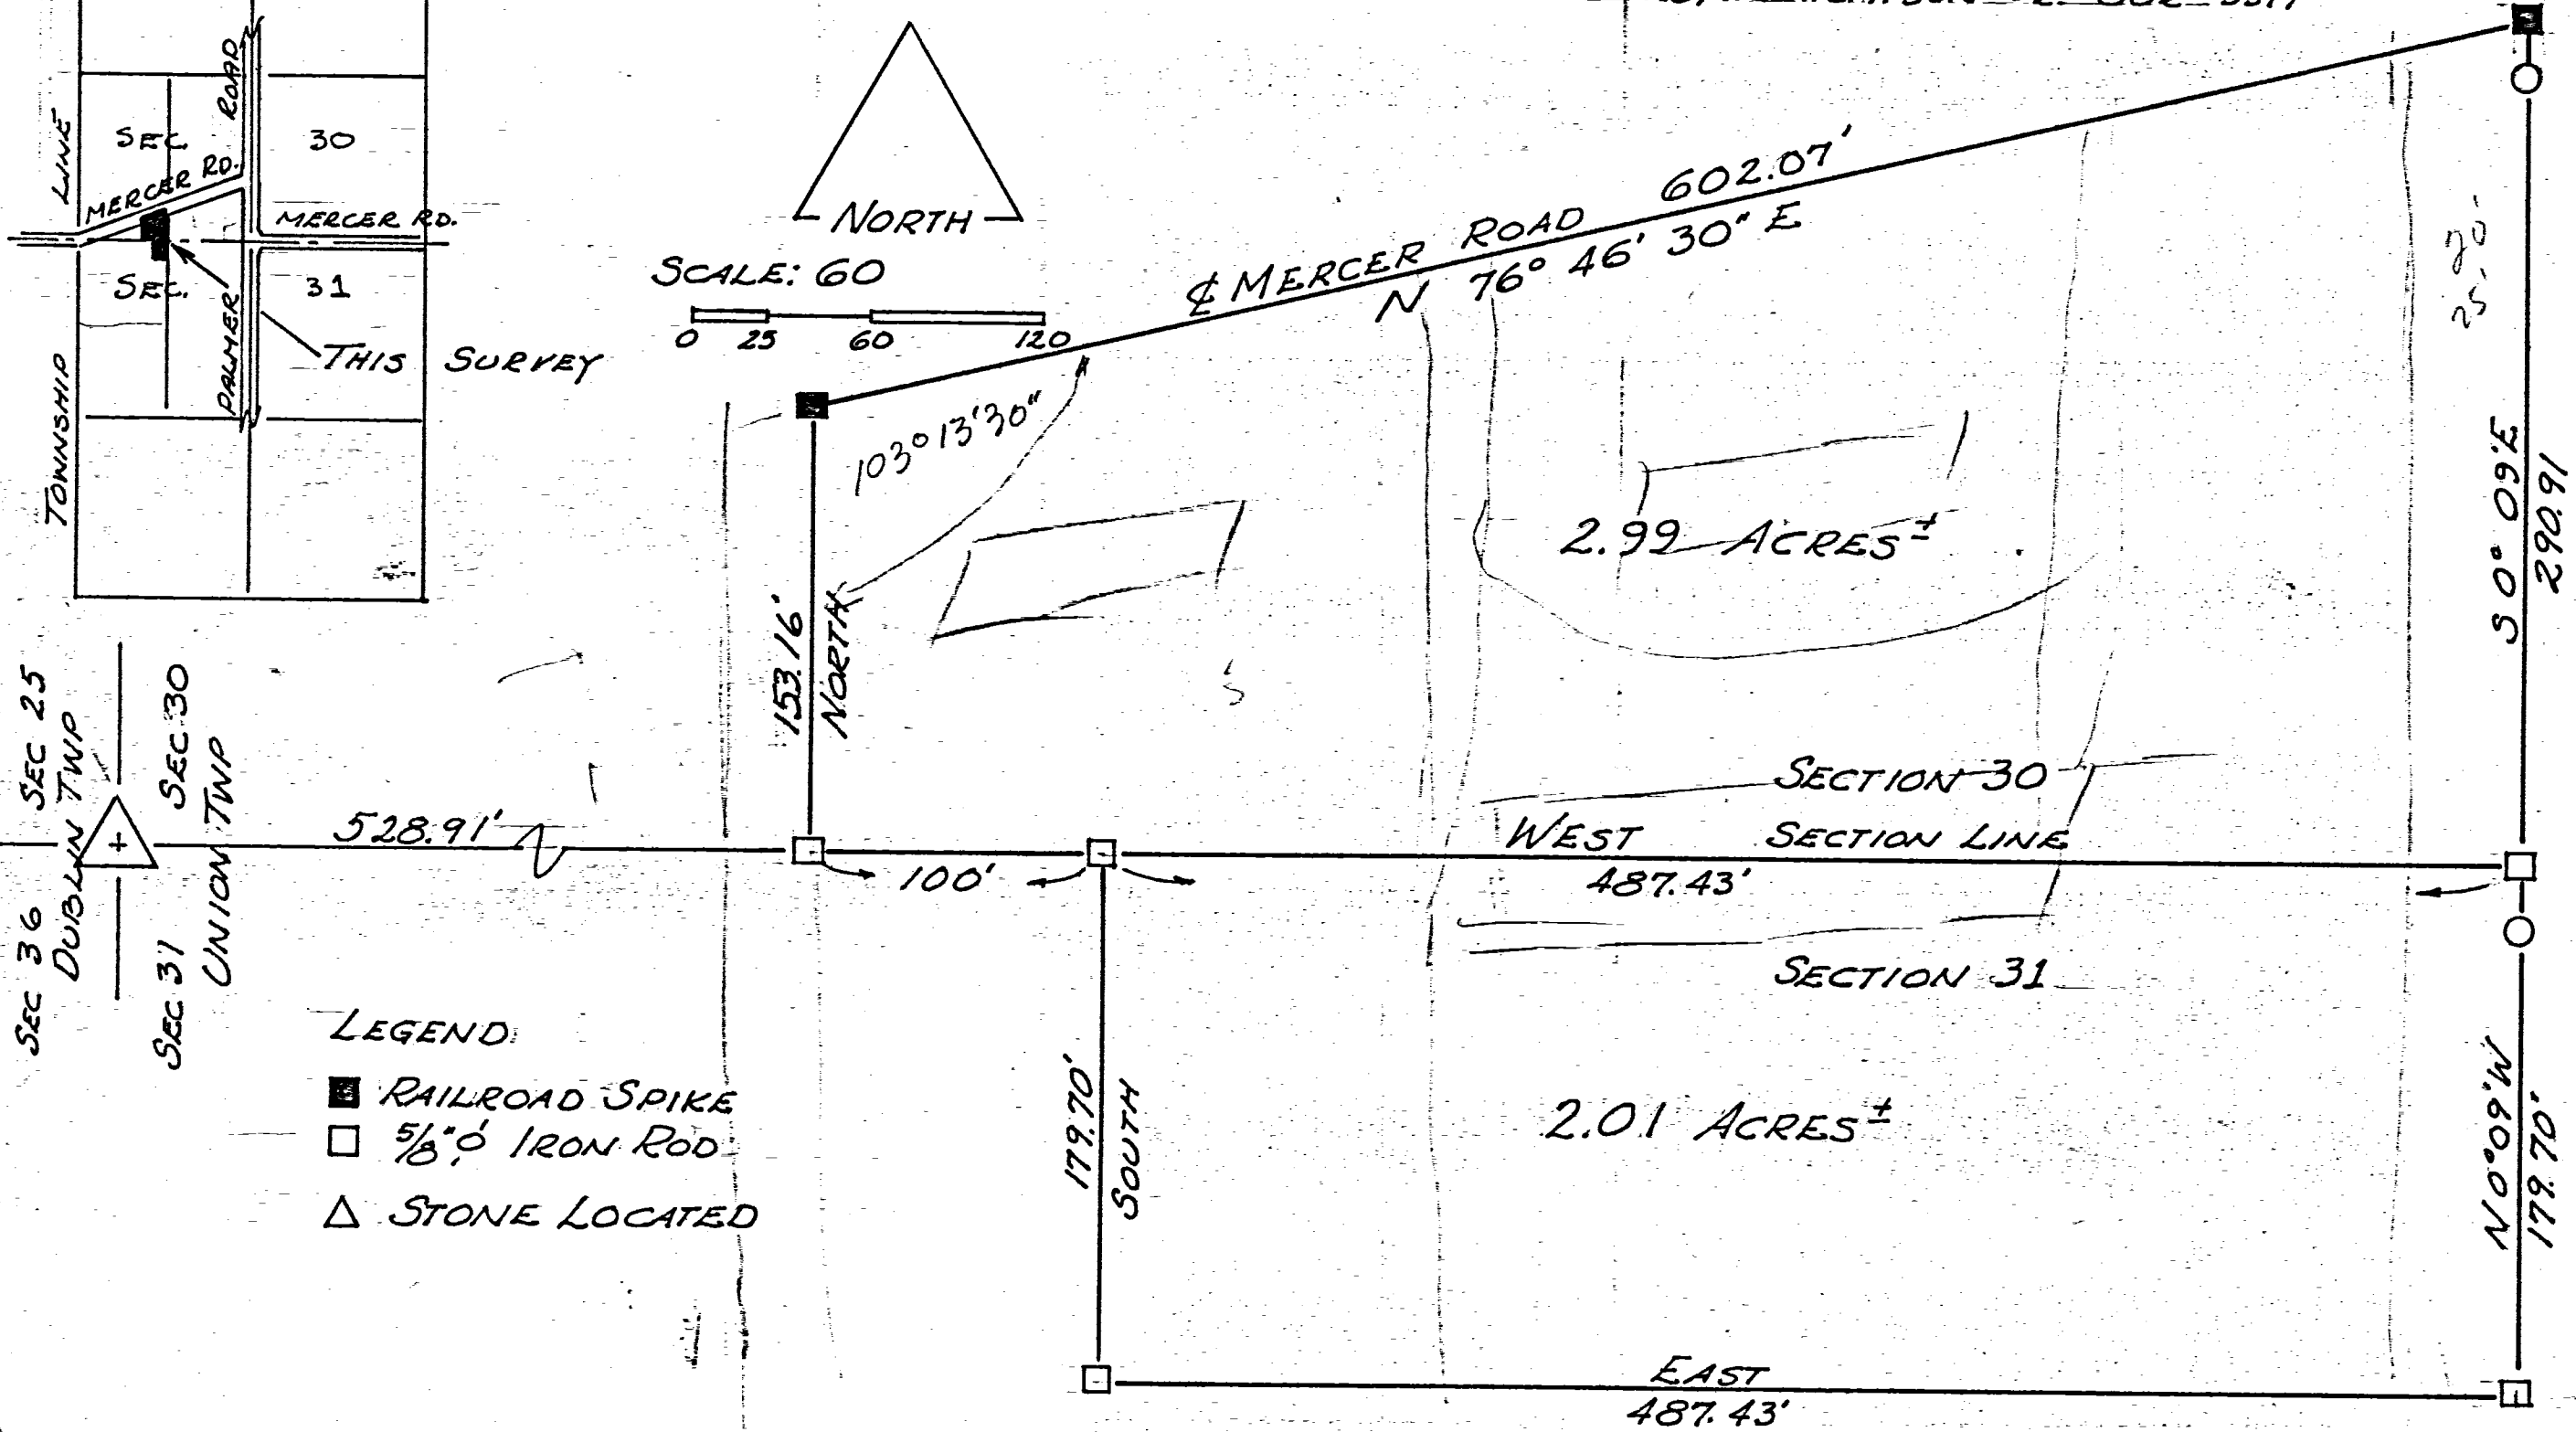 LINE
SEC.
ROAD
30
MERCER RD.
MERCER RD.
SEC.
31
PALMER
THIS SURVEY
TOWNSHIP
NORTH
SCALE: 60
0 25 60 120
℄ MERCER ROAD 602.07'
N 76° 46' 30" E
103° 13' 30"
153.16'
NORTH
2.99 ACRES±
20'
25'
S 0° 09' E
290.91
SEC 25
SEC 36
DUBLIN TWP
SEC 30
SEC 31
UNION TWP
528.91'
100'
SECTION 30
WEST SECTION LINE
487.43'
SECTION 31
179.70'
SOUTH
2.01 ACRES±
N 0° 09' W
179.70'
EAST
487.43'
LEGEND:
RAILROAD SPIKE
5/8" ϕ IRON ROD
STONE LOCATED